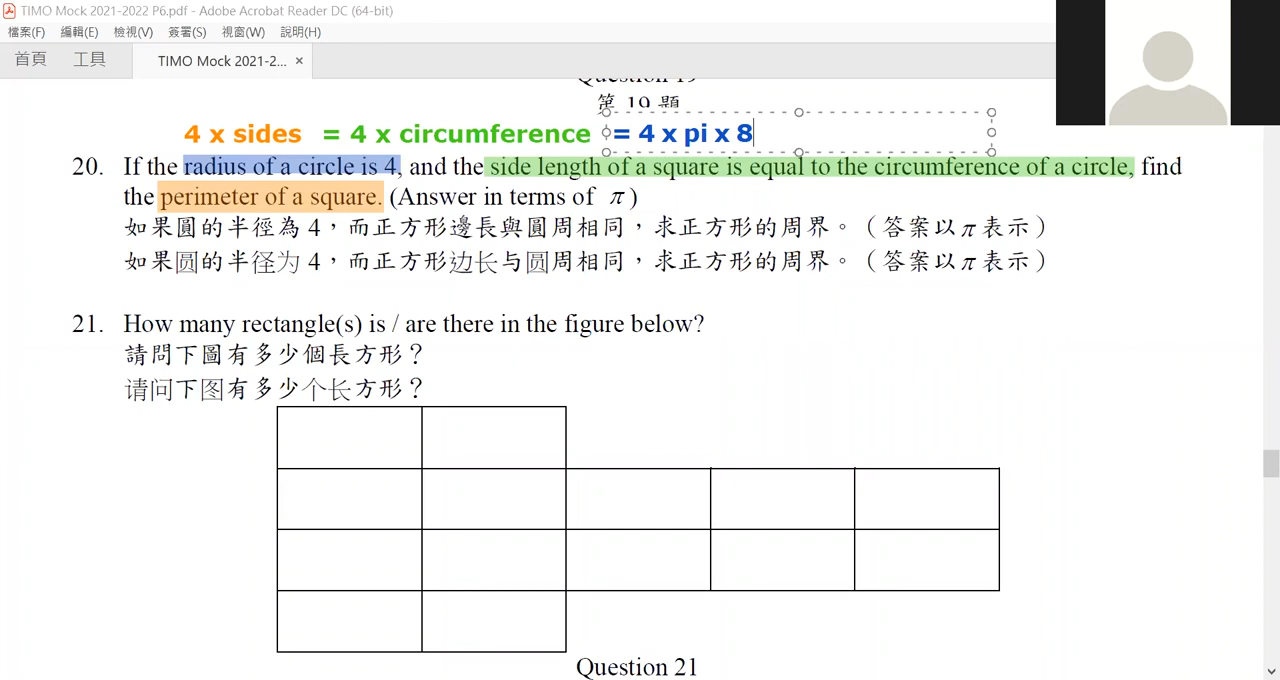 TIMO Mock 2021-2022 P6.pdf - Adobe Acrobat Reader DC (64-bit)
檔案(F) 編輯(E) 檢視(V) 簽署(S) 視窗(W) 說明(H)
首頁 工具 TIMO Mock 2021-2... ×
Question 19
第 19 題
4 x sides = 4 x circumference = 4 x pi x 8
20. If the radius of a circle is 4, and the side length of a square is equal to the circumference of a circle, find
the perimeter of a square. (Answer in terms of π)
如果圓的半徑為 4,而正方形邊長與圓周相同,求正方形的周界。(答案以π表示)
如果圆的半径为 4,而正方形边长与圆周相同,求正方形的周界。(答案以π表示)
21. How many rectangle(s) is / are there in the figure below?
請問下圖有多少個長方形?
请问下图有多少个长方形?
Question 21